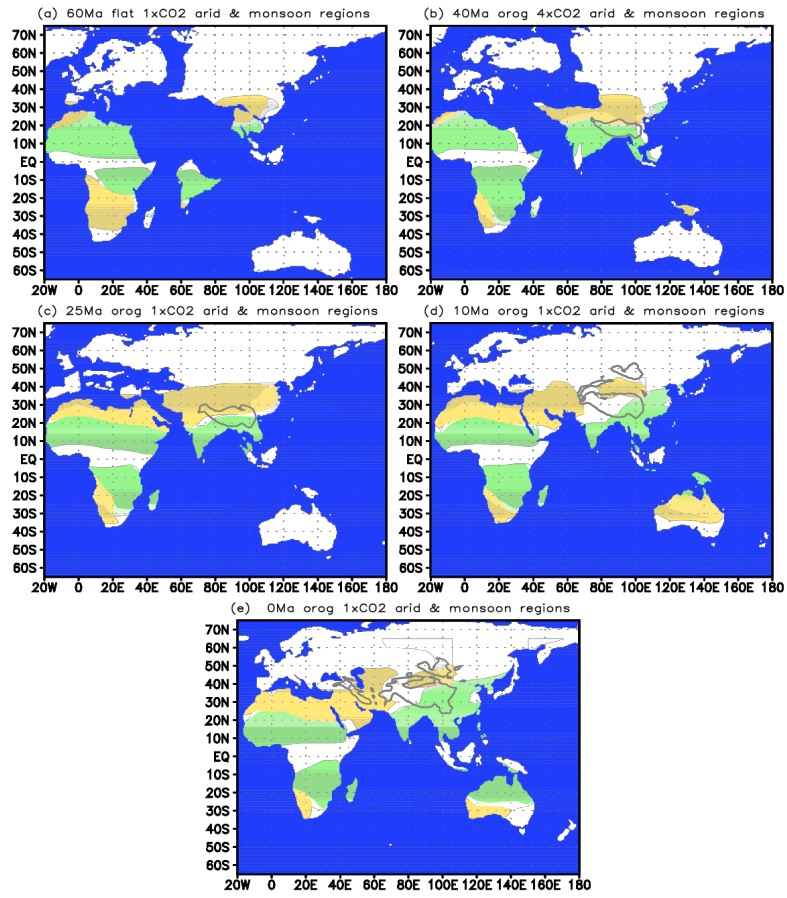 (a) 60Ma flat 1xCO2 arid & monsoon regions
70N
60N
50N
40N
30N
20N
10N
EQ
10S
20S
30S
40S
50S
60S
20W 0 20E 40E 60E 80E 100E 120E 140E 160E 180
(b) 40Ma orog 4xCO2 arid & monsoon regions
70N
60N
50N
40N
30N
20N
10N
EQ
10S
20S
30S
40S
50S
60S
20W 0 20E 40E 60E 80E 100E 120E 140E 160E 180
(c) 25Ma orog 1xCO2 arid & monsoon regions
70N
60N
50N
40N
30N
20N
10N
EQ
10S
20S
30S
40S
50S
60S
20W 0 20E 40E 60E 80E 100E 120E 140E 160E 180
(d) 10Ma orog 1xCO2 arid & monsoon regions
70N
60N
50N
40N
30N
20N
10N
EQ
10S
20S
30S
40S
50S
60S
20W 0 20E 40E 60E 80E 100E 120E 140E 160E 180
(e) 0Ma orog 1xCO2 arid & monsoon regions
70N
60N
50N
40N
30N
20N
10N
EQ
10S
20S
30S
40S
50S
60S
20W 0 20E 40E 60E 80E 100E 120E 140E 160E 180